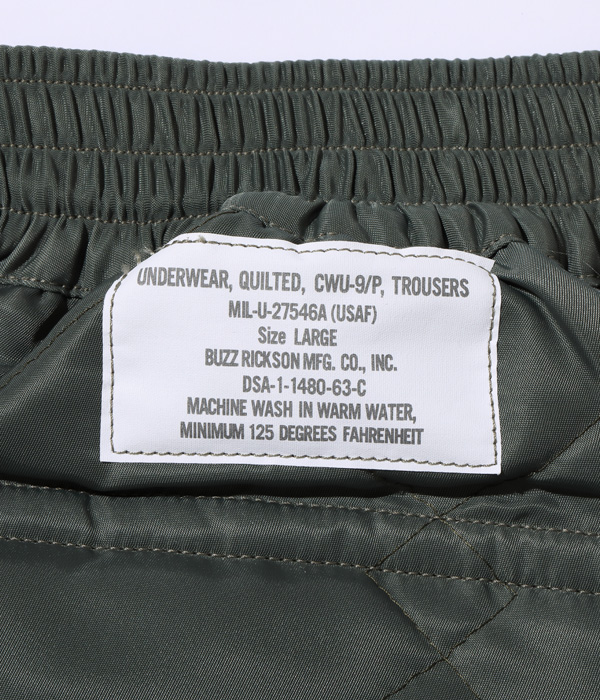 UNDERWEAR, QUILTED, CWU-9/P, TROUSERS
MIL-U-27546A (USAF)
Size LARGE
BUZZ RICKSON MFG. CO., INC.
DSA-1-1480-63-C
MACHINE WASH IN WARM WATER,
MINIMUM 125 DEGREES FAHRENHEIT